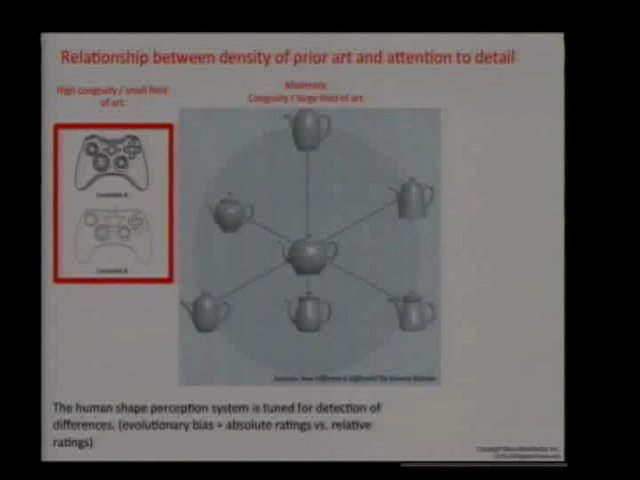 Relationship between density of prior art and attention to detail
High congruity / small field
of art
Moderate
Congruity / large field of art
Controller A
Controller B
The human shape perception system is tuned for detection of
differences. (evolutionary bias + absolute ratings vs. relative
ratings)